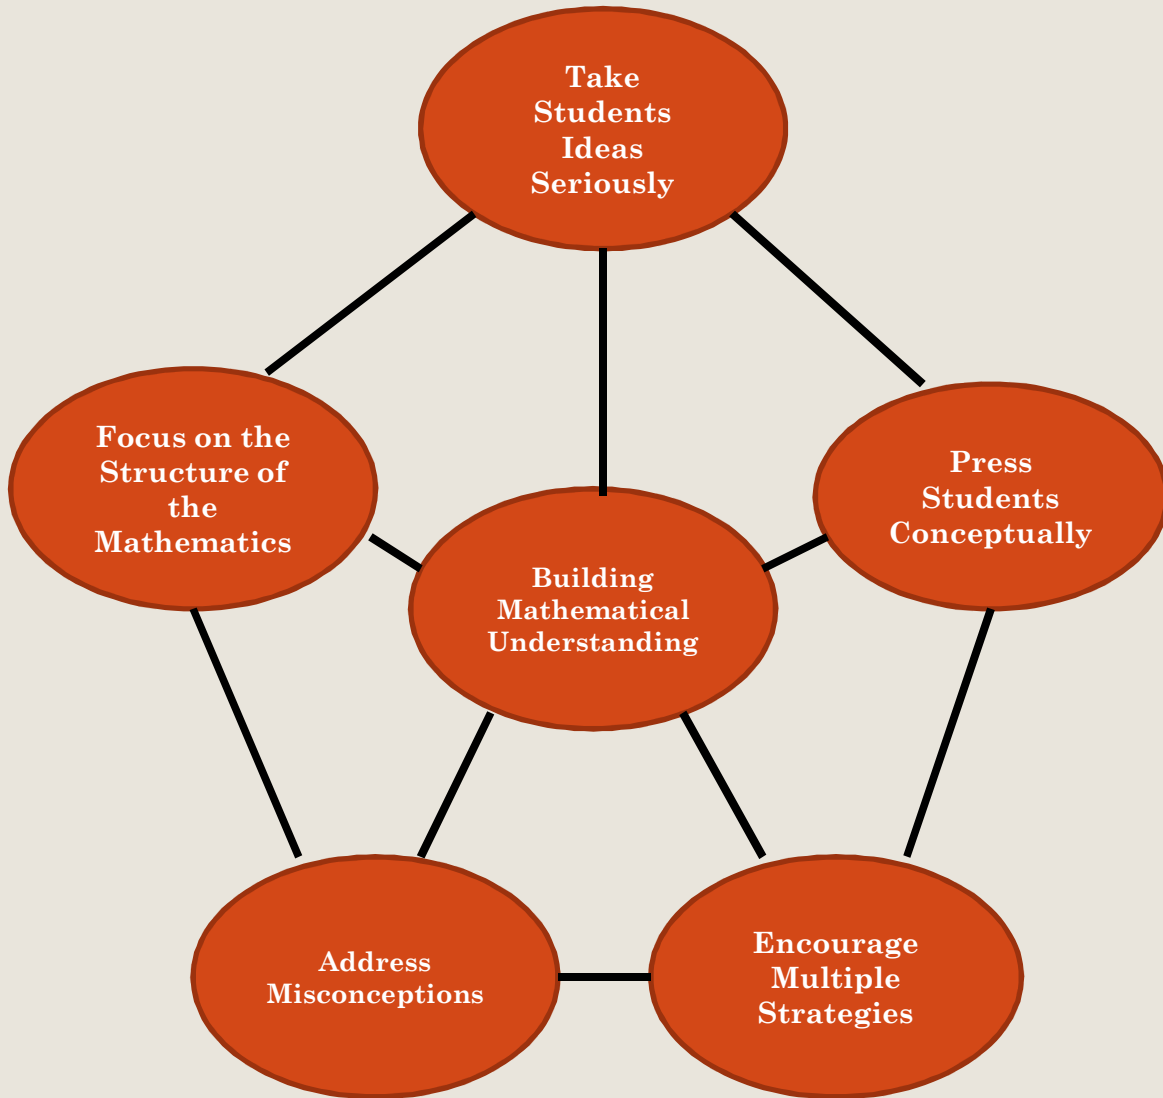 Take
Students
Ideas
Seriously
Focus on the
Structure of
the
Mathematics
Press
Students
Conceptually
Building
Mathematical
Understanding
Address
Misconceptions
Encourage
Multiple
Strategies